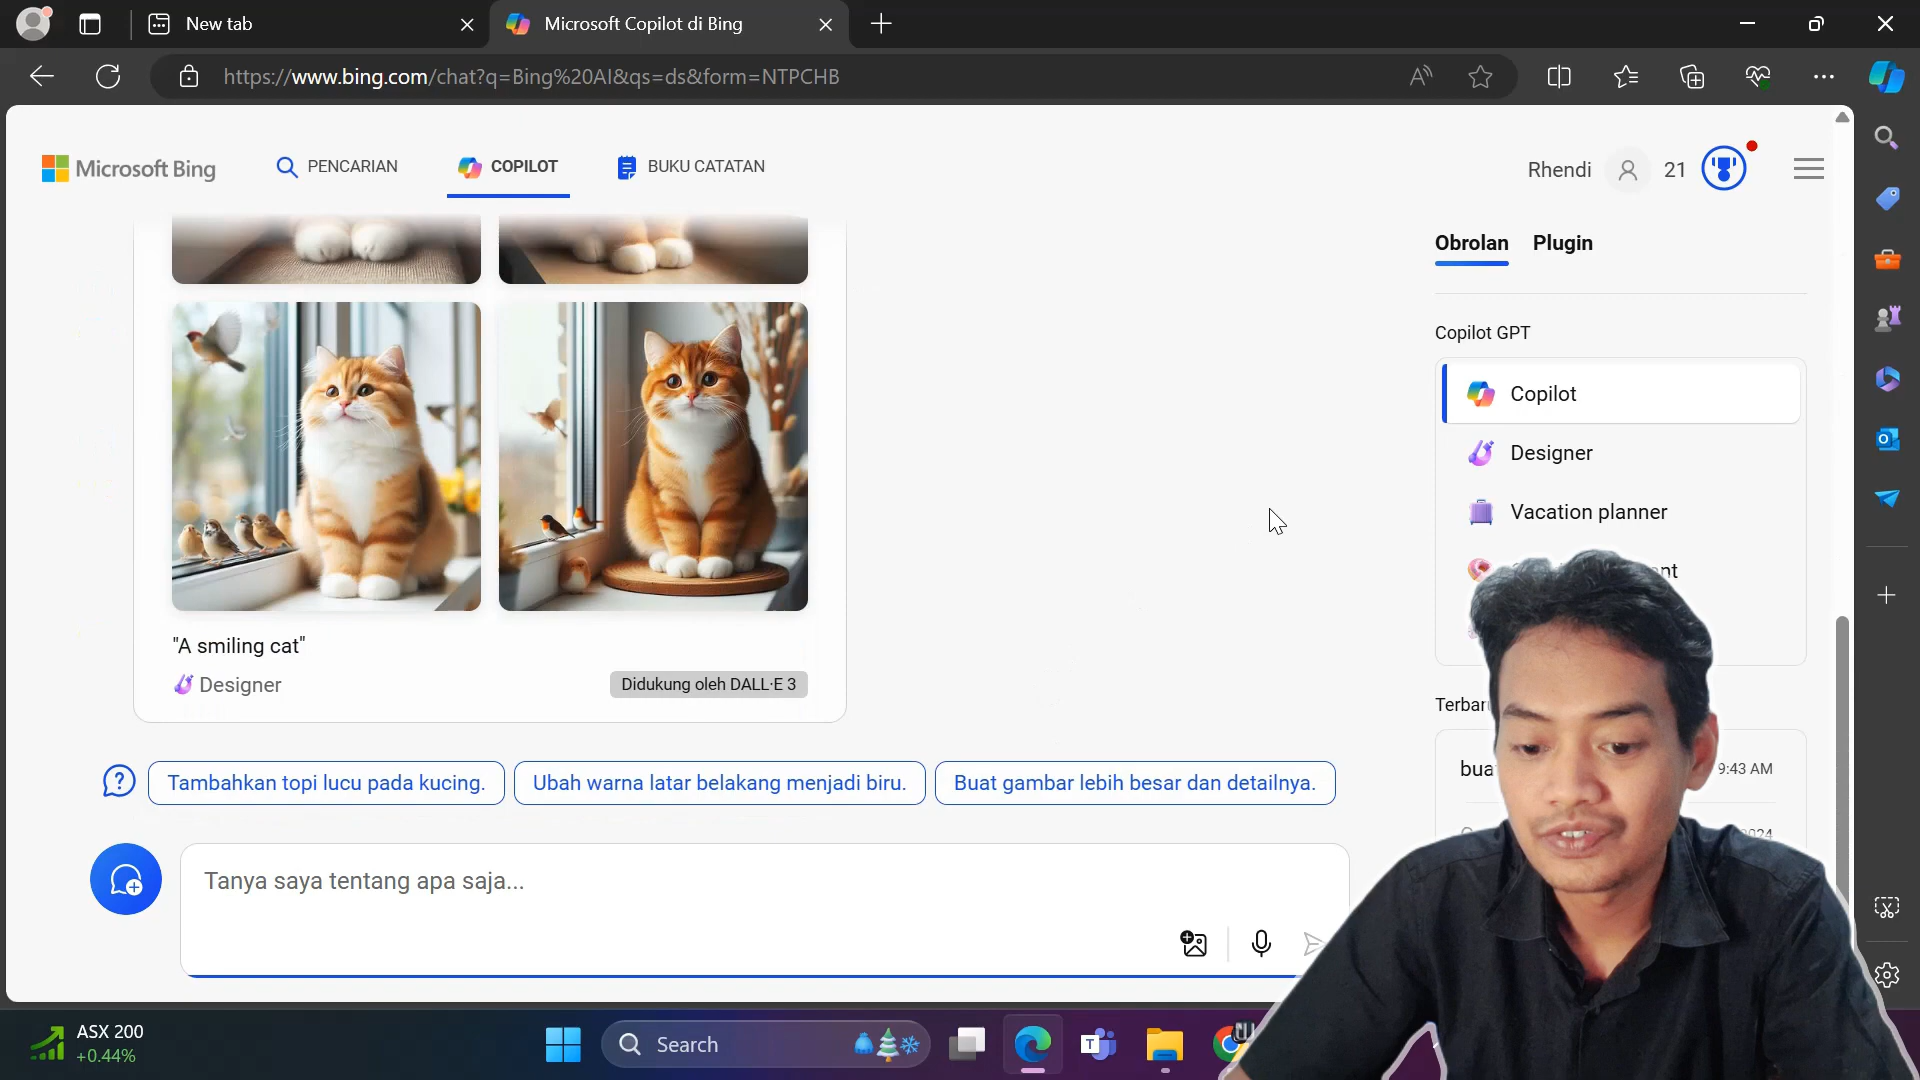 New tab
Microsoft Copilot di Bing
https://www.bing.com/chat?q=Bing%20AI&qs=ds&form=NTPCHB
Microsoft Bing
PENCARIAN
COPILOT
BUKU CATATAN
Rhendi
21
Obrolan
Plugin
Copilot GPT
Copilot
Designer
Vacation planner
"A smiling cat"
Designer
Didukung oleh DALL·E 3
9:43 AM
Tambahkan topi lucu pada kucing.
Ubah warna latar belakang menjadi biru.
Buat gambar lebih besar dan detailnya.
Tanya saya tentang apa saja...
ASX 200
+0.44%
Search